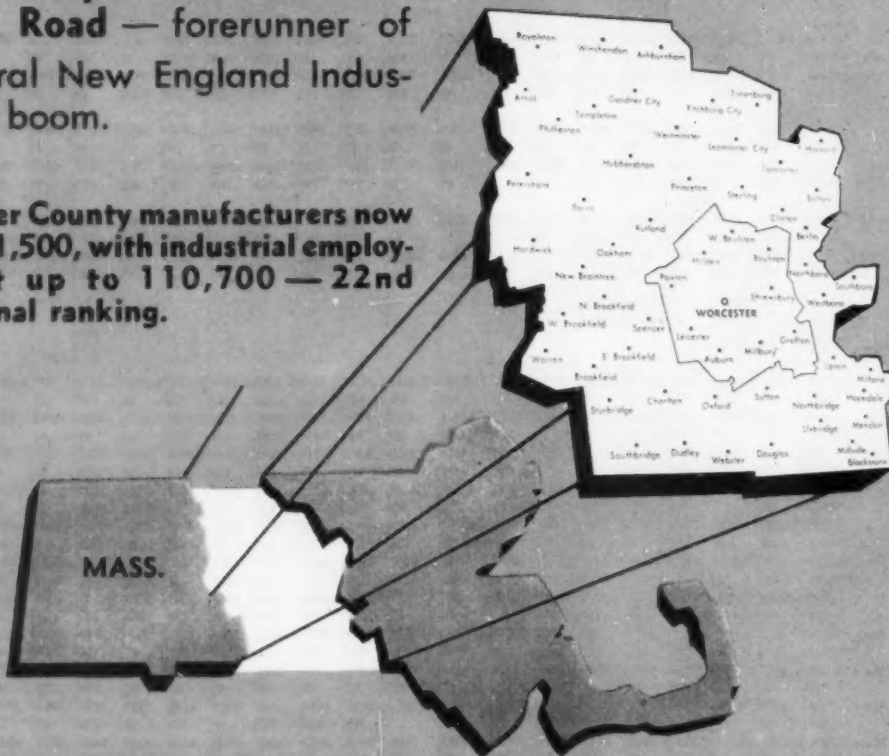 Road — forerunner of
ral New England Indus-
boom.
er County manufacturers now
1,500, with industrial employ-
t up to 110,700 — 22nd
nal ranking.
Royalston
Winchendon
Ashburnham
Athol
Gardner City
Lunenburg
Templeton
Fitchburg City
Phillipston
Westminster
Leominster City
Harvard
Lancaster
Hubbardston
Petersham
Princeton
Sterling
Bolton
Barre
Clinton
Rutland
W. Boylston
Berlin
Hardwick
Oakham
Holden
Boylston
Northboro
Southboro
New Braintree
Paxton
Shrewsbury
Westboro
N. Brookfield
WORCESTER
W. Brookfield
Spencer
Leicester
Grafton
Warren
E. Brookfield
Auburn
Millbury
Brookfield
Milford
Sturbridge
Charlton
Oxford
Sutton
Northbridge
Hopedale
Mendon
Uxbridge
Southbridge
Dudley
Webster
Douglas
Millville
Blackstone
MASS.